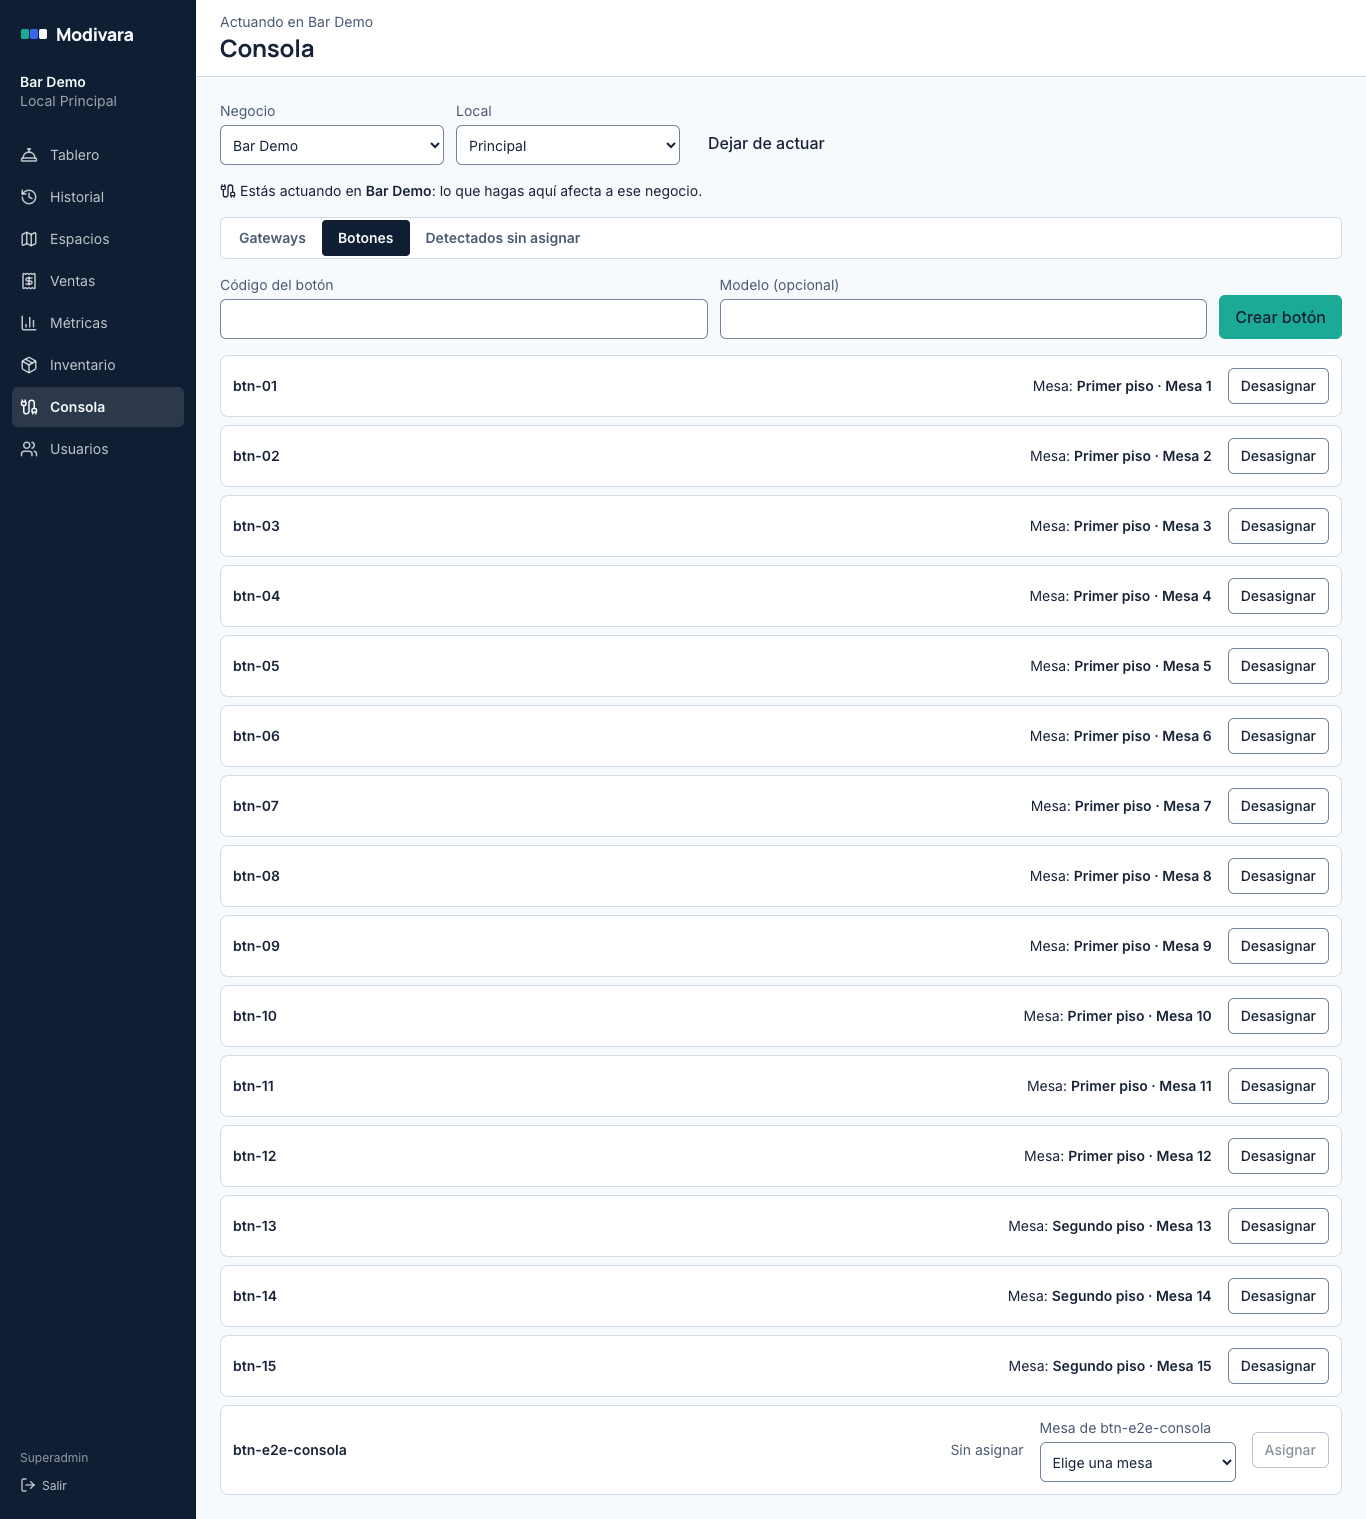 Modivara
Bar Demo
Local Principal
Tablero
Historial
Espacios
Ventas
Métricas
Inventario
Consola
Usuarios
Superadmin
Salir
Actuando en Bar Demo
Consola
Negocio
Local
Bar Demo
Principal
Dejar de actuar
Estás actuando en Bar Demo: lo que hagas aquí afecta a ese negocio.
Gateways
Botones
Detectados sin asignar
Código del botón
Modelo (opcional)
Crear botón
btn-01
Mesa: Primer piso · Mesa 1
Desasignar
btn-02
Mesa: Primer piso · Mesa 2
Desasignar
btn-03
Mesa: Primer piso · Mesa 3
Desasignar
btn-04
Mesa: Primer piso · Mesa 4
Desasignar
btn-05
Mesa: Primer piso · Mesa 5
Desasignar
btn-06
Mesa: Primer piso · Mesa 6
Desasignar
btn-07
Mesa: Primer piso · Mesa 7
Desasignar
btn-08
Mesa: Primer piso · Mesa 8
Desasignar
btn-09
Mesa: Primer piso · Mesa 9
Desasignar
btn-10
Mesa: Primer piso · Mesa 10
Desasignar
btn-11
Mesa: Primer piso · Mesa 11
Desasignar
btn-12
Mesa: Primer piso · Mesa 12
Desasignar
btn-13
Mesa: Segundo piso · Mesa 13
Desasignar
btn-14
Mesa: Segundo piso · Mesa 14
Desasignar
btn-15
Mesa: Segundo piso · Mesa 15
Desasignar
btn-e2e-consola
Sin asignar
Mesa de btn-e2e-consola
Elige una mesa
Asignar